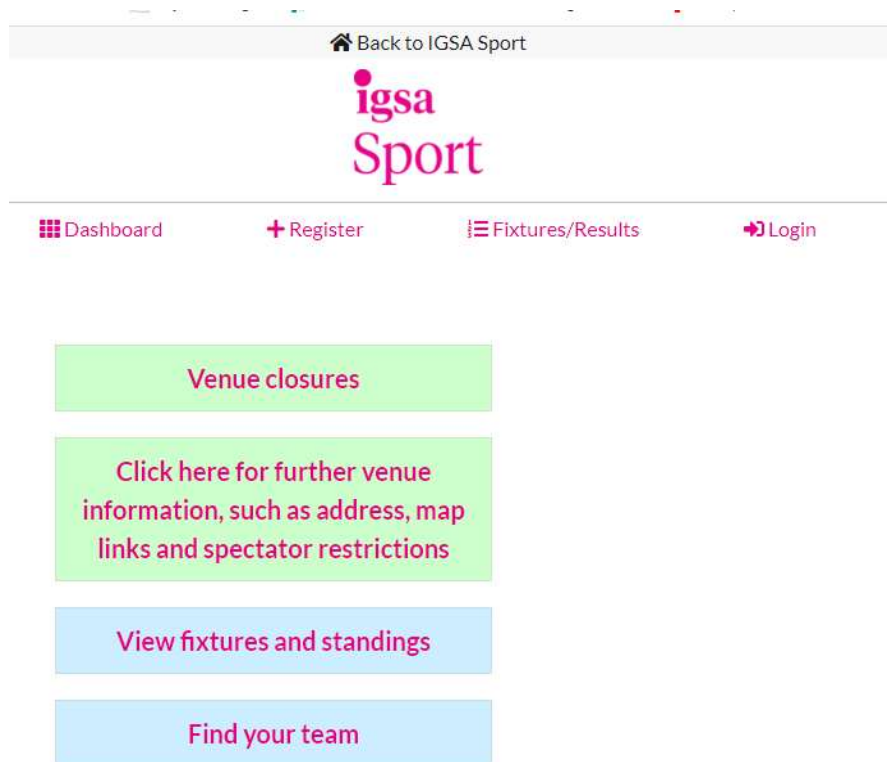 Back to IGSA Sport
igsa
Sport
Dashboard
Register
Fixtures/Results
Login
Venue closures
Click here for further venue
information, such as address, map
links and spectator restrictions
View fixtures and standings
Find your team